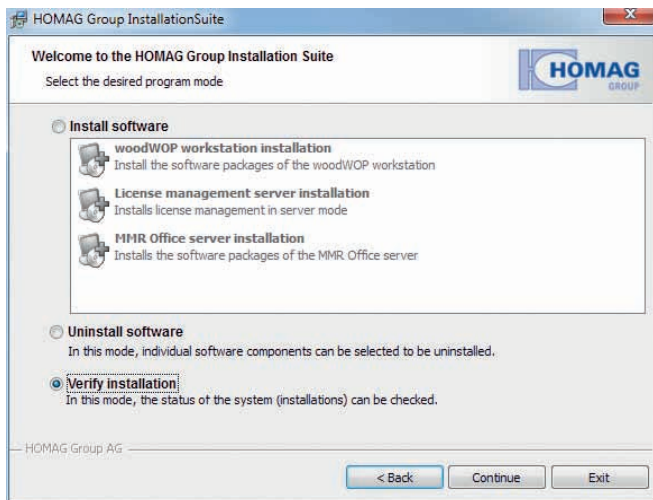 HOMAG Group InstallationSuite
Welcome to the HOMAG Group Installation Suite
Select the desired program mode
HOMAG
GROUP
Install software
woodWOP workstation installation
Install the software packages of the woodWOP workstation
License management server installation
Installs license management in server mode
MMR Office server installation
Installs the software packages of the MMR Office server
Uninstall software
In this mode, individual software components can be selected to be uninstalled.
Verify installation
In this mode, the status of the system (installations) can be checked.
HOMAG Group AG
< Back
Continue
Exit